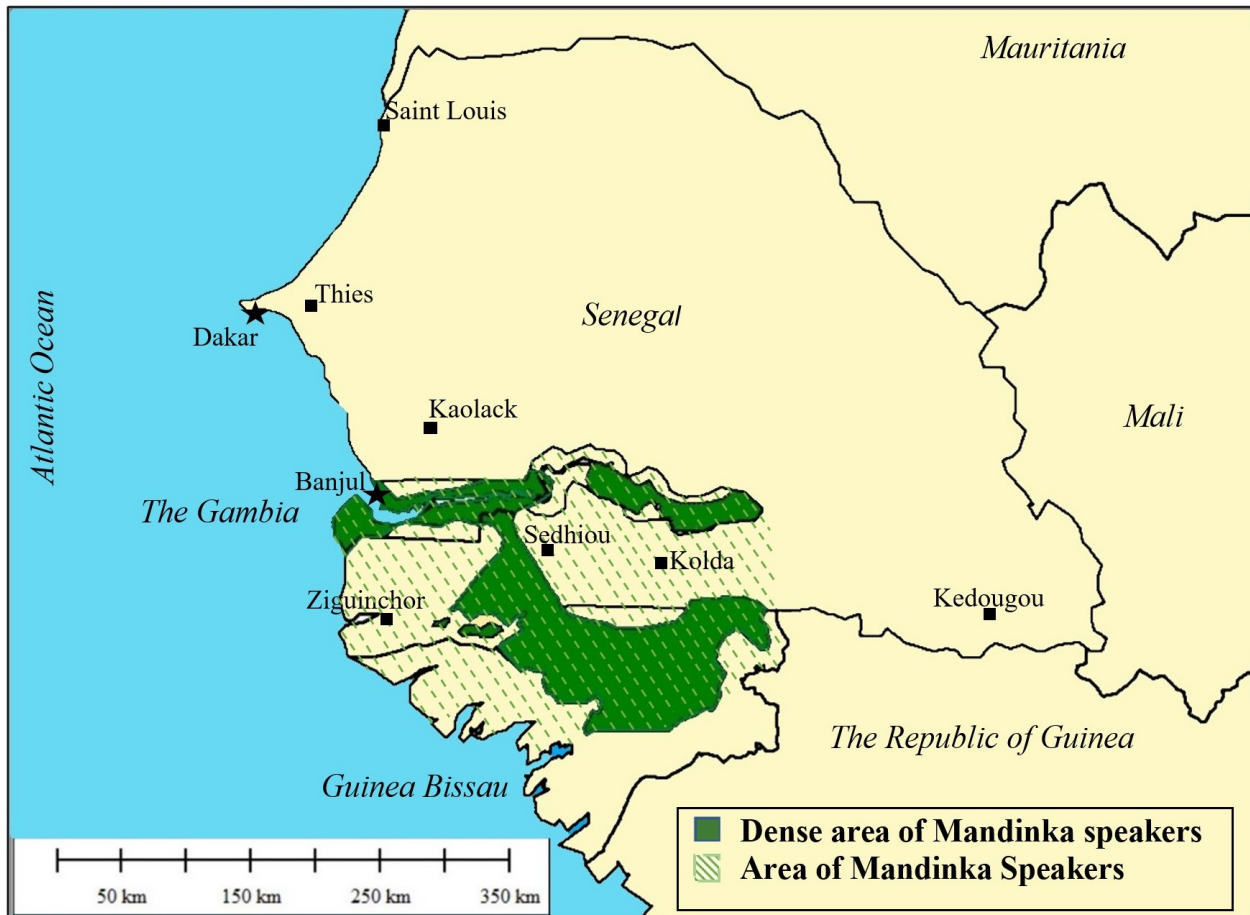 Mauritania
Saint Louis
Atlantic Ocean
Thies
Senegal
Dakar
Kaolack
Mali
Banjul
The Gambia
Sedhiou
Kolda
Ziguinchor
Kedougou
The Republic of Guinea
Guinea Bissau
Dense area of Mandinka speakers
Area of Mandinka Speakers
50 km 150 km 250 km 350 km